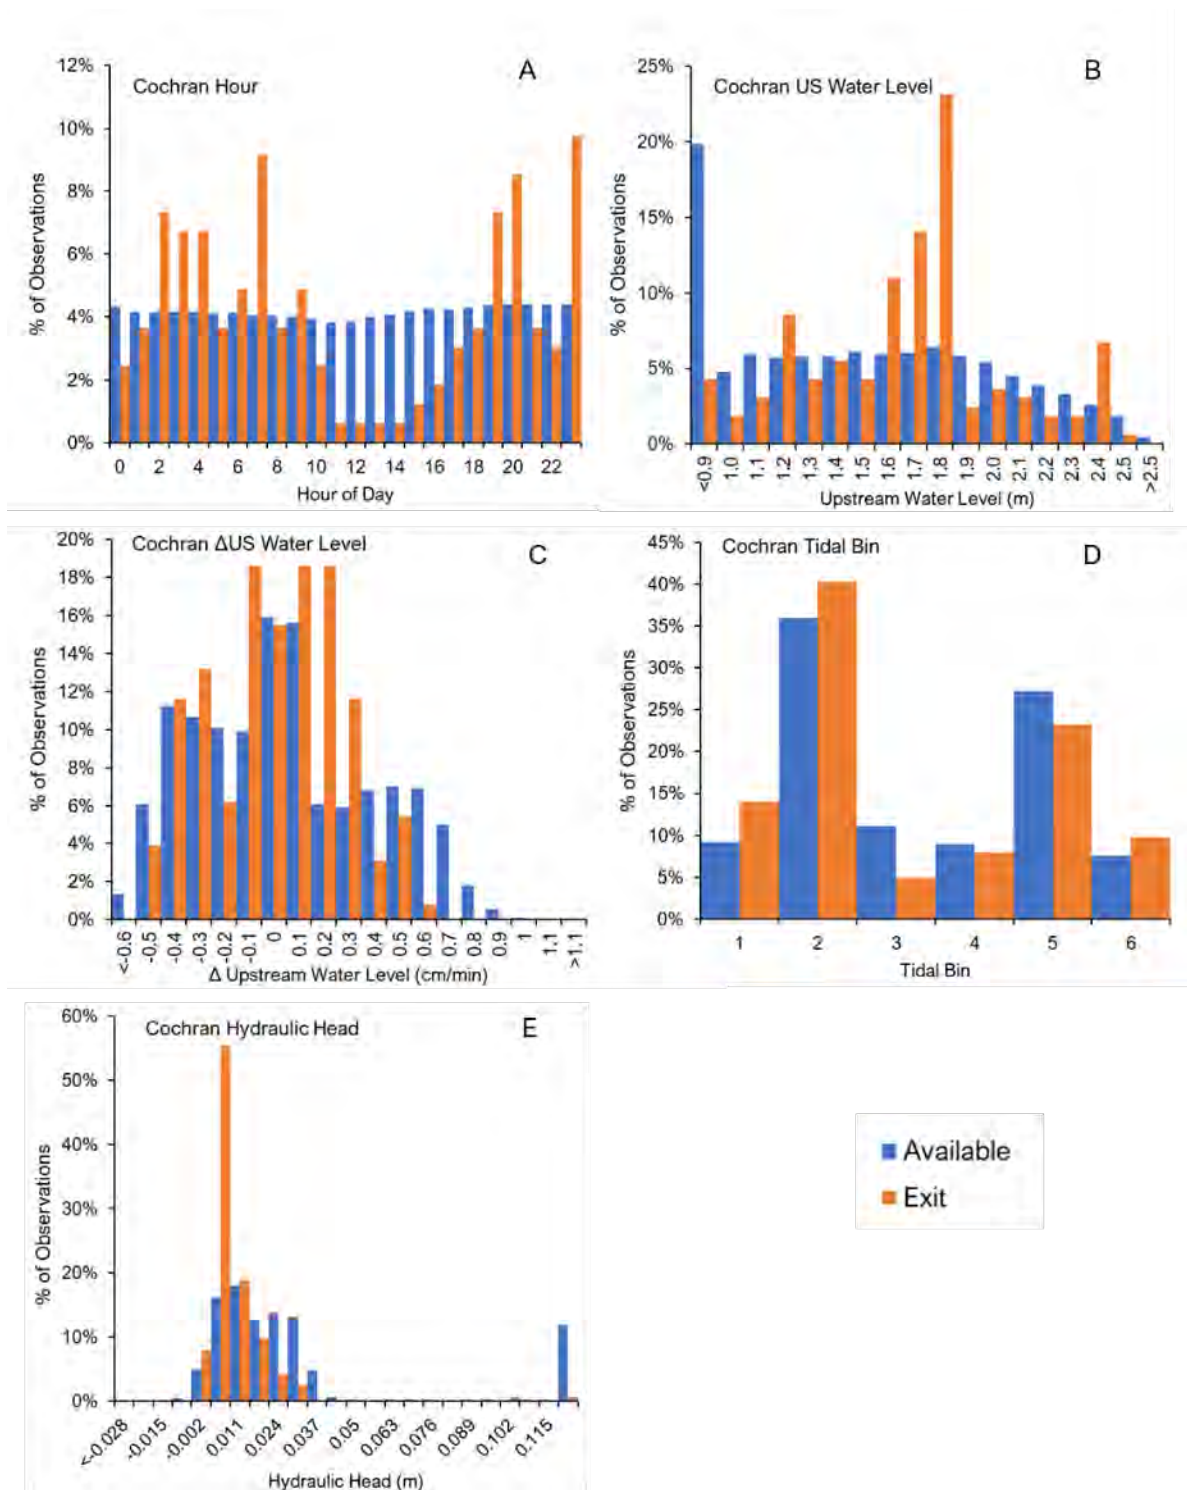 Cochran Hour
A
12%
10%
8%
6%
4%
2%
0%
% of Observations
0 2 4 6 8 10 12 14 16 18 20 22
Hour of Day
Cochran US Water Level
B
25%
20%
15%
10%
5%
0%
% of Observations
<0.9 1.0 1.1 1.2 1.3 1.4 1.5 1.6 1.7 1.8 1.9 2.0 2.1 2.2 2.3 2.4 2.5 >2.5
Upstream Water Level (m)
Cochran ΔUS Water Level
C
20%
18%
16%
14%
12%
10%
8%
6%
4%
2%
0%
% of Observations
<-0.6 -0.5 -0.4 -0.3 -0.2 -0.1 0 0.1 0.2 0.3 0.4 0.5 0.6 0.7 0.8 0.9 1 1.1 >1.1
Δ Upstream Water Level (cm/min)
Cochran Tidal Bin
D
45%
40%
35%
30%
25%
20%
15%
10%
5%
0%
% of Observations
1 2 3 4 5 6
Tidal Bin
Cochran Hydraulic Head
E
60%
50%
40%
30%
20%
10%
0%
% of Observations
<-0.028 -0.015 -0.002 0.011 0.024 0.037 0.05 0.063 0.076 0.089 0.102 0.115
Hydraulic Head (m)
Available
Exit